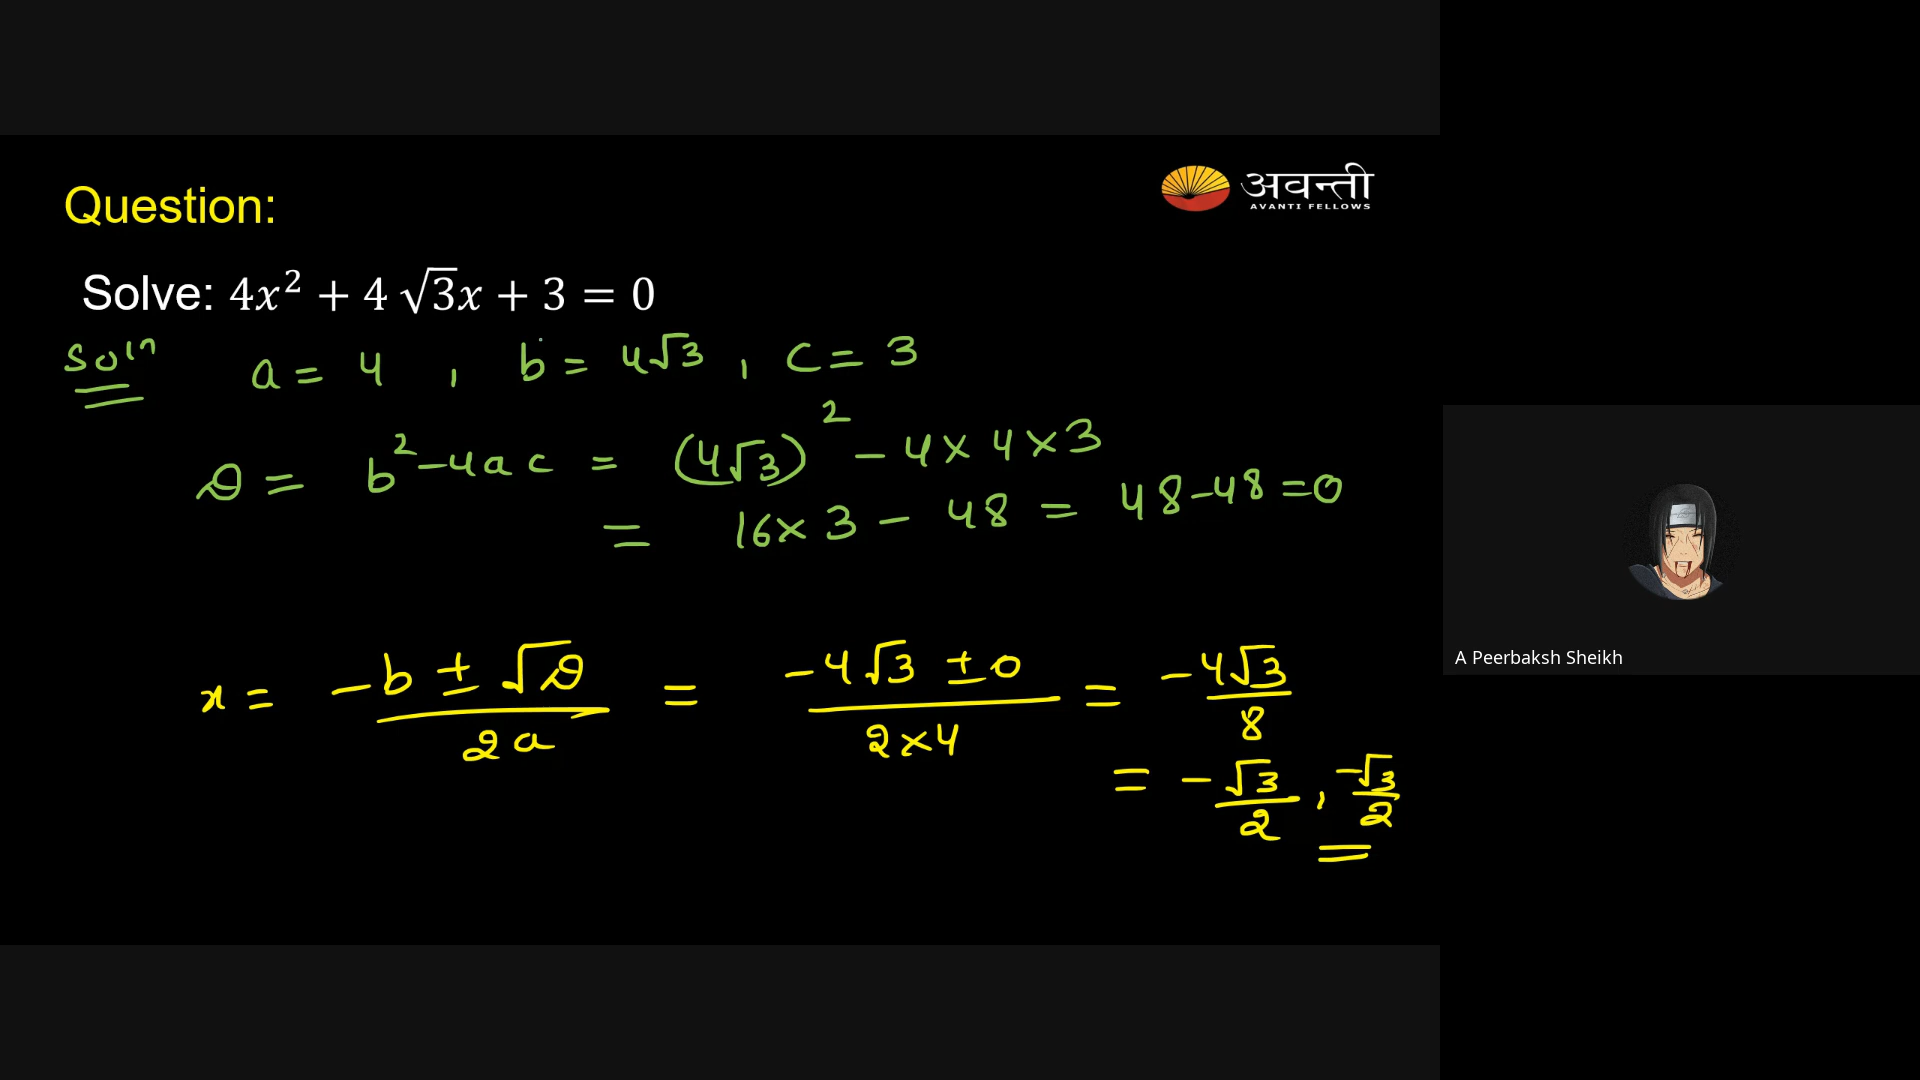 अवन्ती
AVANTI FELLOWS
Question:
Solve: 4x² + 4 √3x + 3 = 0
Solⁿ a = 4 , b = 4√3 , c = 3
D = b² - 4ac = (4√3)² - 4 × 4 × 3
= 16 × 3 - 48 = 48 - 48 = 0
x = (-b ± √D)/(2a) = (-4√3 ± 0)/(2×4) = (-4√3)/8
= -√3/2 , -√3/2
A Peerbaksh Sheikh